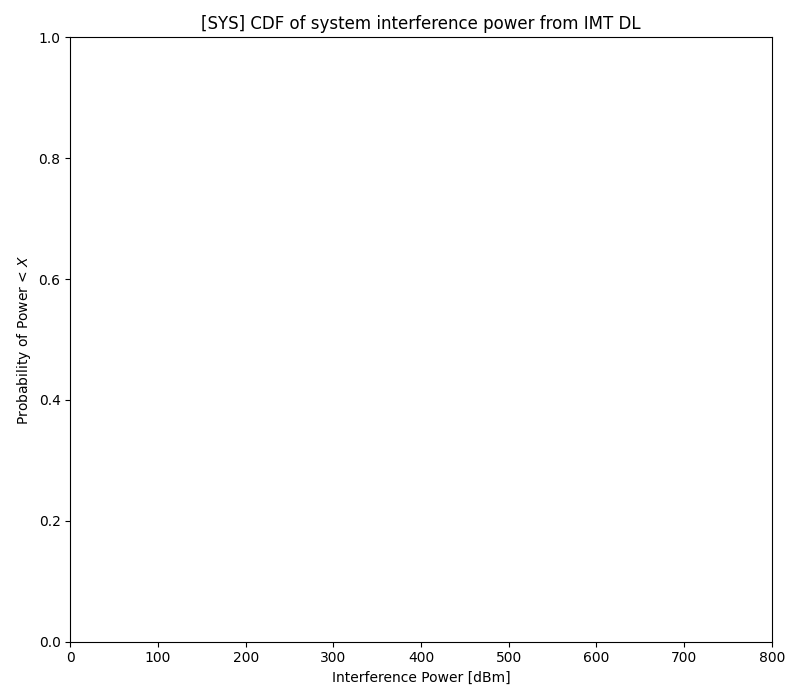 [SYS] CDF of system interference power from IMT DL
1.0
0.8
0.6
0.4
0.2
0.0
Probability of Power < X
0 100 200 300 400 500 600 700 800
Interference Power [dBm]